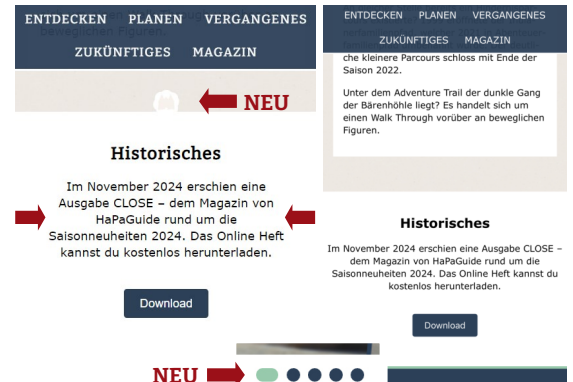 ENTDECKEN PLANEN VERGANGENES
ZUKÜNFTIGES MAGAZIN
beweglichen Figuren.
NEU
Historisches
Im November 2024 erschien eine
Ausgabe CLOSE – dem Magazin von
HaPaGuide rund um die
Saisonneuheiten 2024. Das Online Heft
kannst du kostenlos herunterladen.
Download
NEU
ENTDECKEN PLANEN VERGANGENES
ZUKÜNFTIGES MAGAZIN
che kleinere Parcours schloss mit Ende der
Saison 2022.
Unter dem Adventure Trail der dunkle Gang
der Bärenhöhle liegt? Es handelt sich um
einen Walk Through vorüber an beweglichen
Figuren.
Historisches
Im November 2024 erschien eine Ausgabe CLOSE –
dem Magazin von HaPaGuide rund um die
Saisonneuheiten 2024. Das Online Heft kannst du
kostenlos herunterladen.
Download